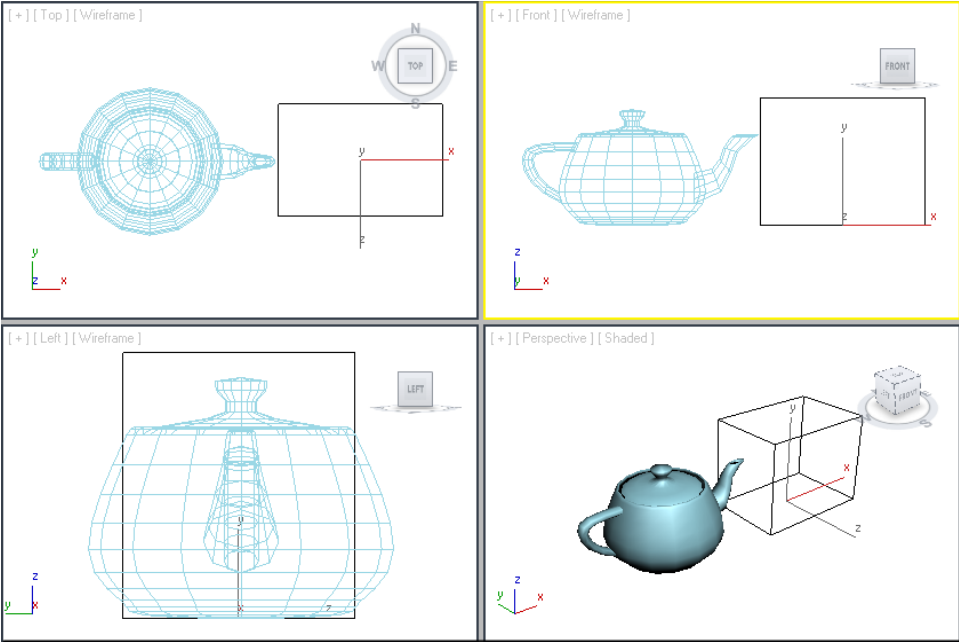 [ + ] [ Top ] [ Wireframe ]
N
W TOP E
S
y
x
z
y
z x
[ + ] [ Front ] [ Wireframe ]
FRONT
y
z x
z
y x
[ + ] [ Left ] [ Wireframe ]
LEFT
y
x z
z
y x
[ + ] [ Perspective ] [ Shaded ]
FRONT
S
y
x
z
z
y x